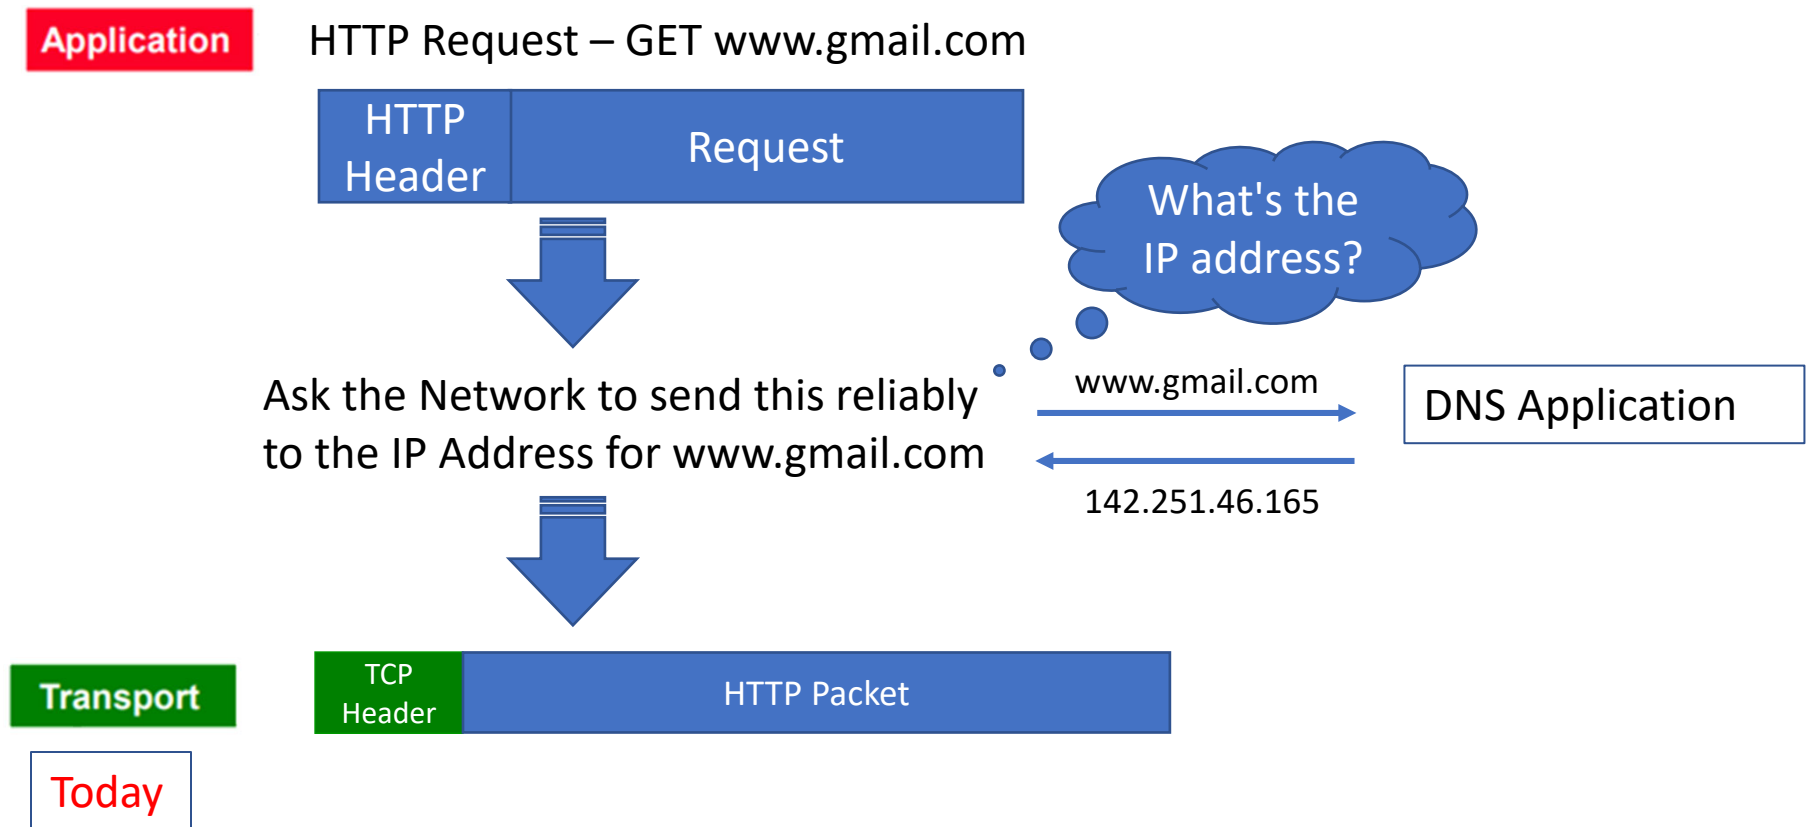 Application
HTTP Request – GET www.gmail.com
HTTP
Header
Request
What's the
IP address?
Ask the Network to send this reliably
to the IP Address for www.gmail.com
www.gmail.com
142.251.46.165
DNS Application
Transport
TCP
Header
HTTP Packet
Today